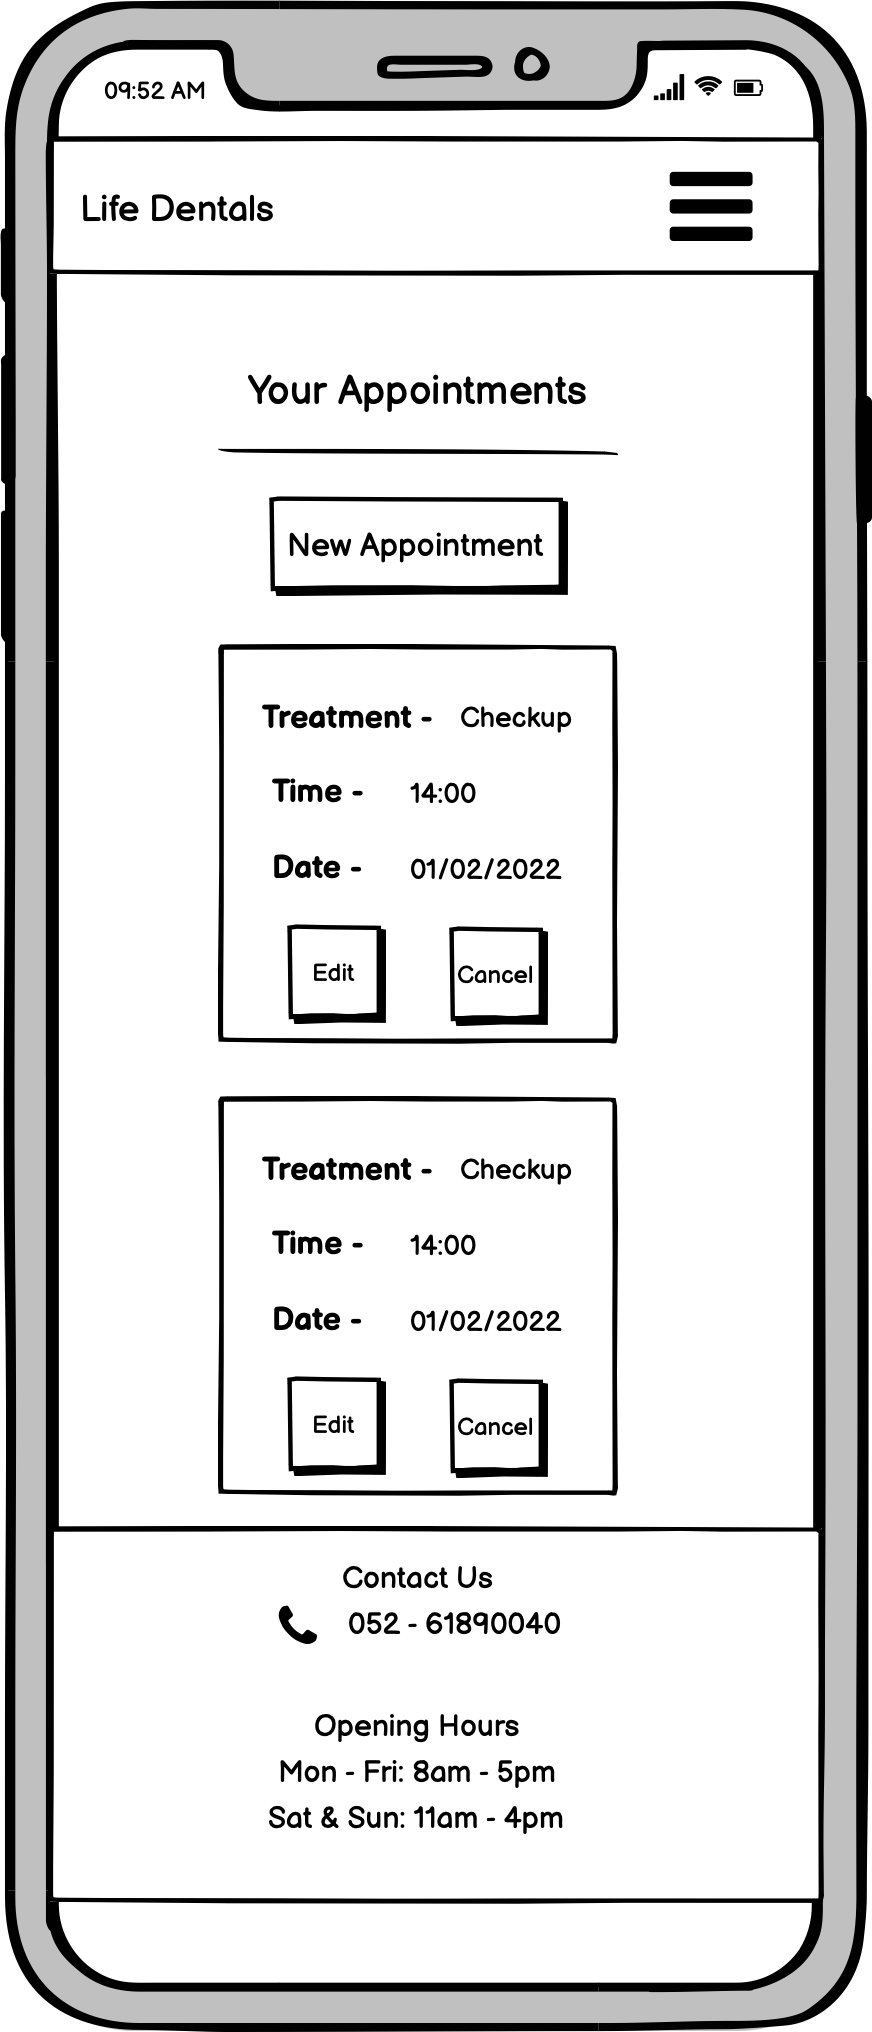 09:52 AM
Life Dentals
Your Appointments
New Appointment
Treatment - Checkup
Time - 14:00
Date - 01/02/2022
Edit Cancel
Treatment - Checkup
Time - 14:00
Date - 01/02/2022
Edit Cancel
Contact Us
052 - 61890040
Opening Hours
Mon - Fri: 8am - 5pm
Sat & Sun: 11am - 4pm